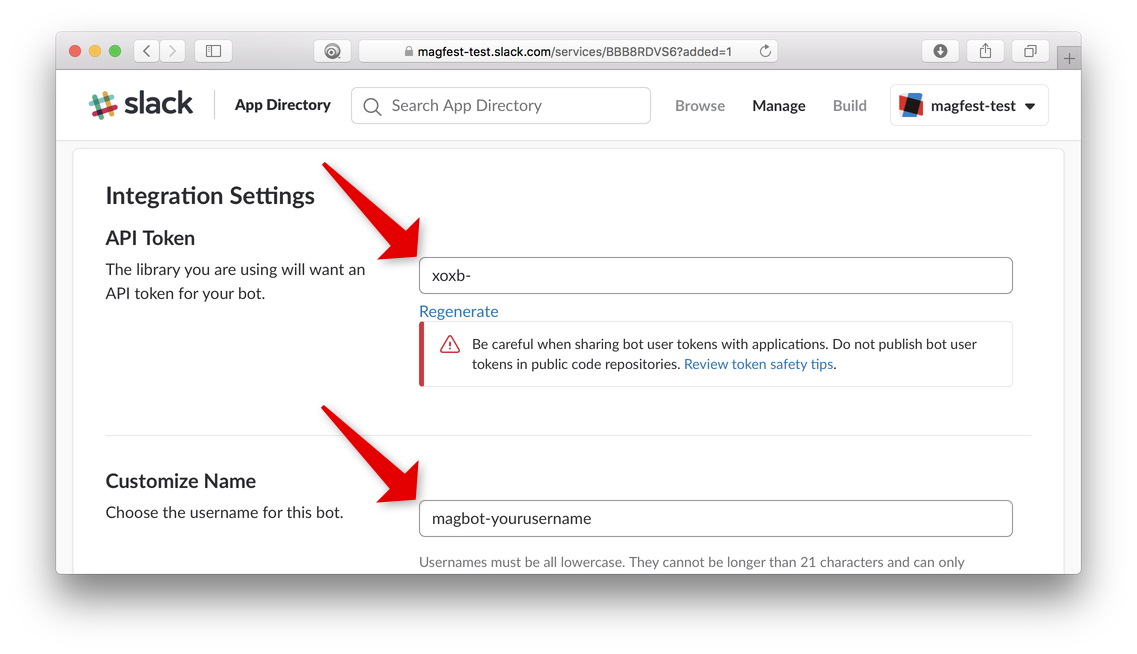 magfest-test.slack.com/services/BBB8RDVS6?added=1
slack
App Directory
Search App Directory
Browse
Manage
Build
magfest-test
Integration Settings
API Token
The library you are using will want an
API token for your bot.
xoxb-
Regenerate
Be careful when sharing bot user tokens with applications. Do not publish bot user
tokens in public code repositories. Review token safety tips.
Customize Name
Choose the username for this bot.
magbot-yourusername
Usernames must be all lowercase. They cannot be longer than 21 characters and can only